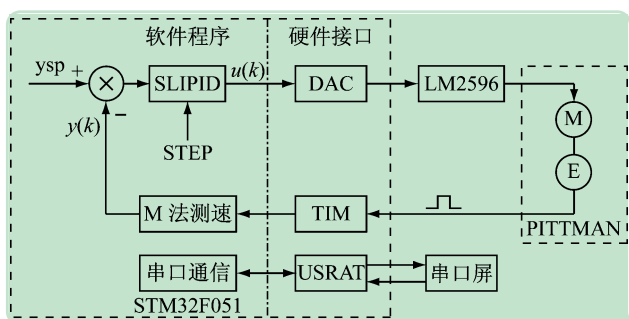 软件程序
硬件接口
ysp
+
SLIPID
u(k)
DAC
LM2596
M
y(k)
−
STEP
E
M 法测速
TIM
PITTMAN
串口通信
USRAT
串口屏
STM32F051